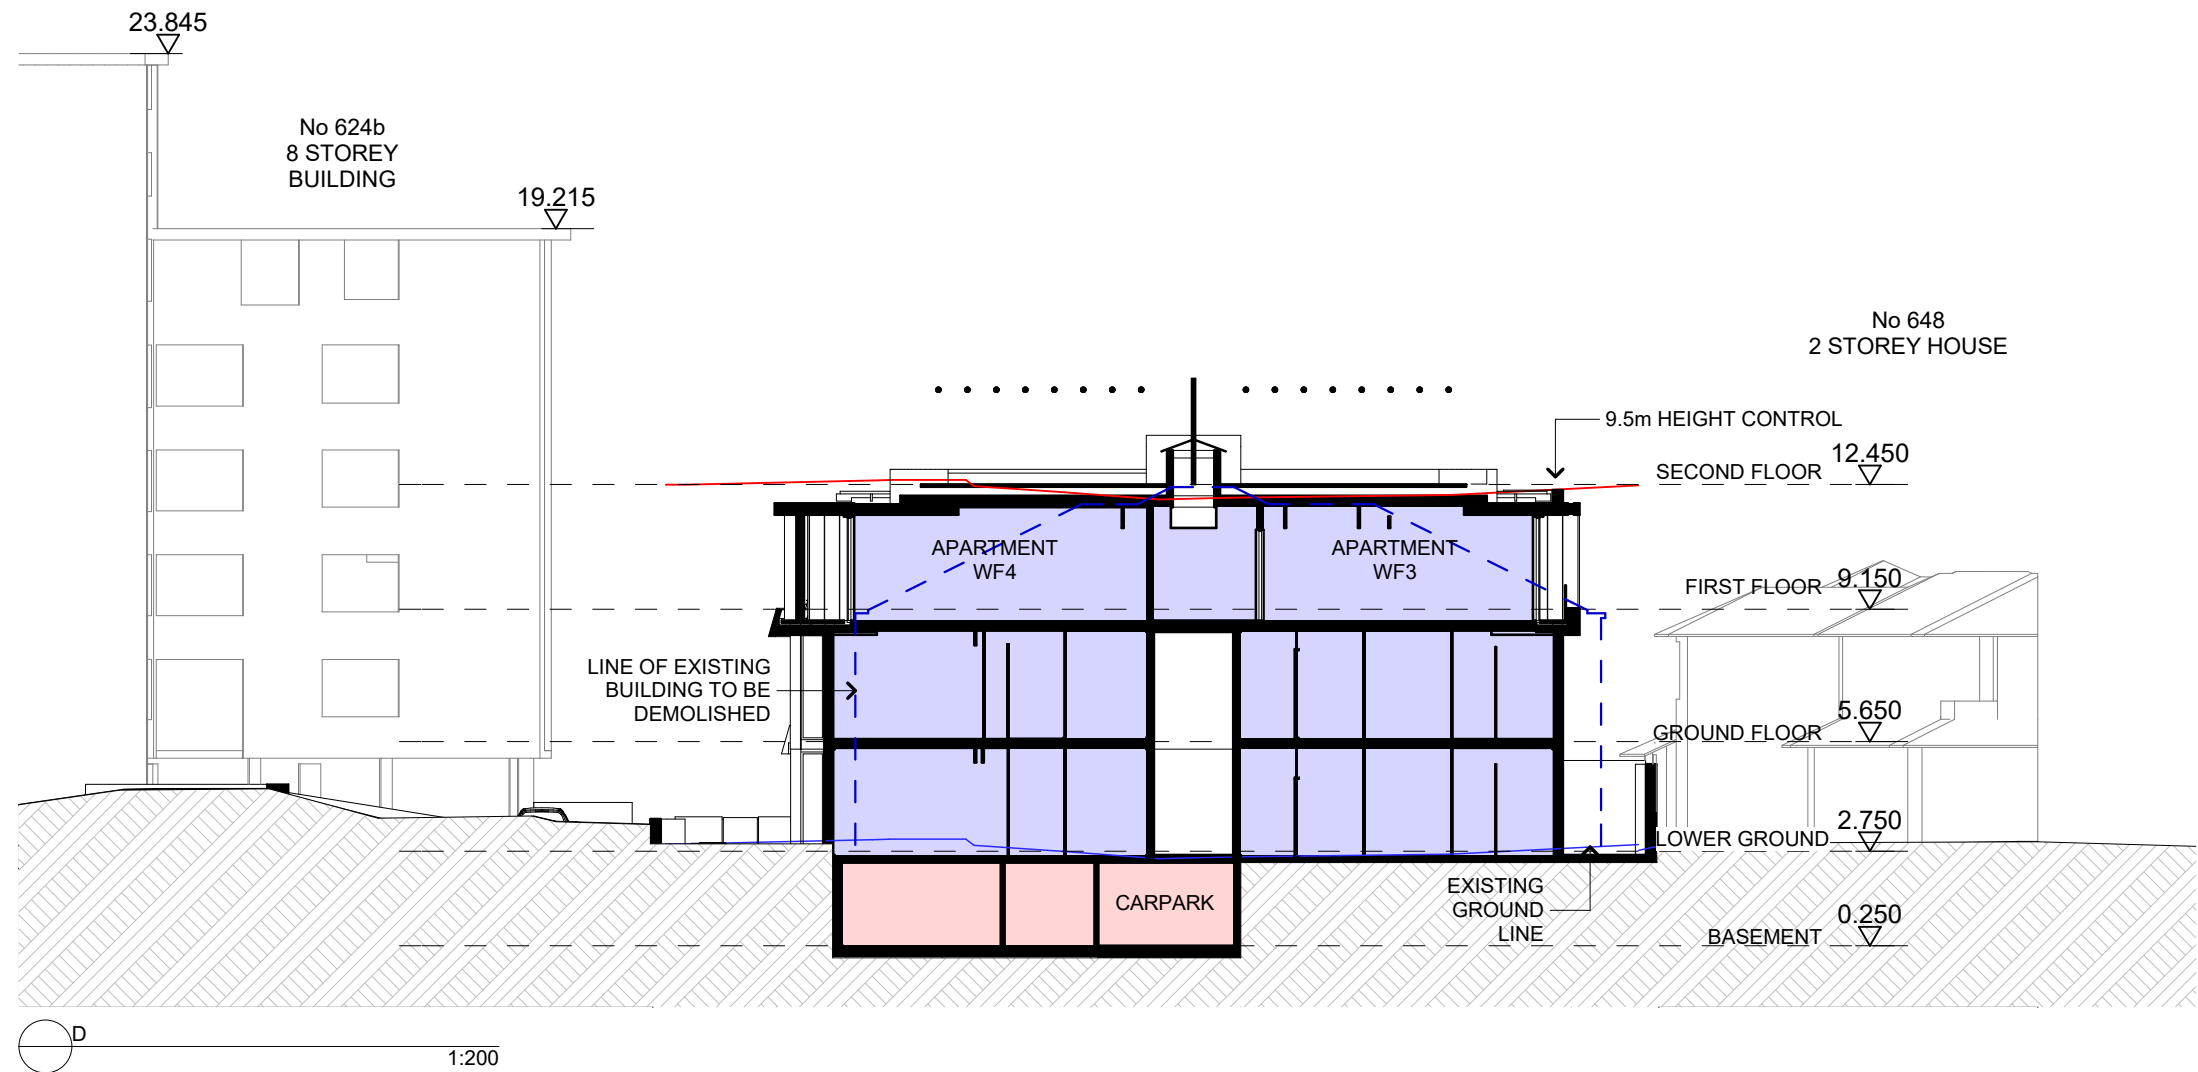 23.845
No 624b
8 STOREY
BUILDING
19.215
No 648
2 STOREY HOUSE
9.5m HEIGHT CONTROL
SECOND FLOOR 12.450
APARTMENT
WF4
APARTMENT
WF3
FIRST FLOOR 9.150
LINE OF EXISTING
BUILDING TO BE
DEMOLISHED
GROUND FLOOR 5.650
LOWER GROUND 2.750
CARPARK
EXISTING
GROUND
LINE
BASEMENT 0.250
D
1:200